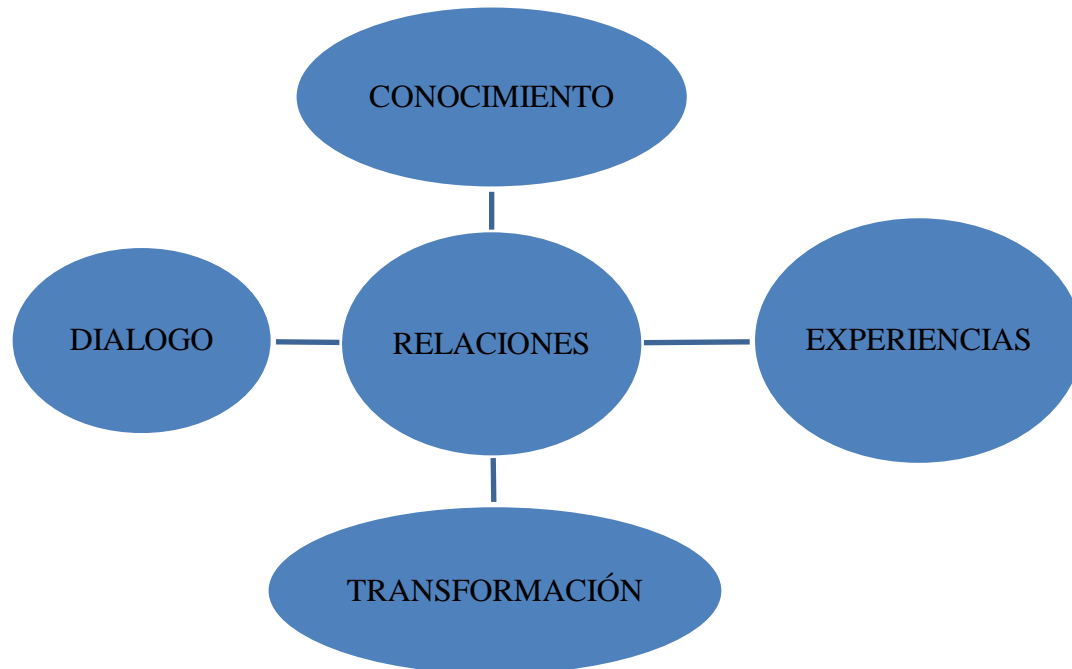 CONOCIMIENTO
DIALOGO
RELACIONES
EXPERIENCIAS
TRANSFORMACIÓN